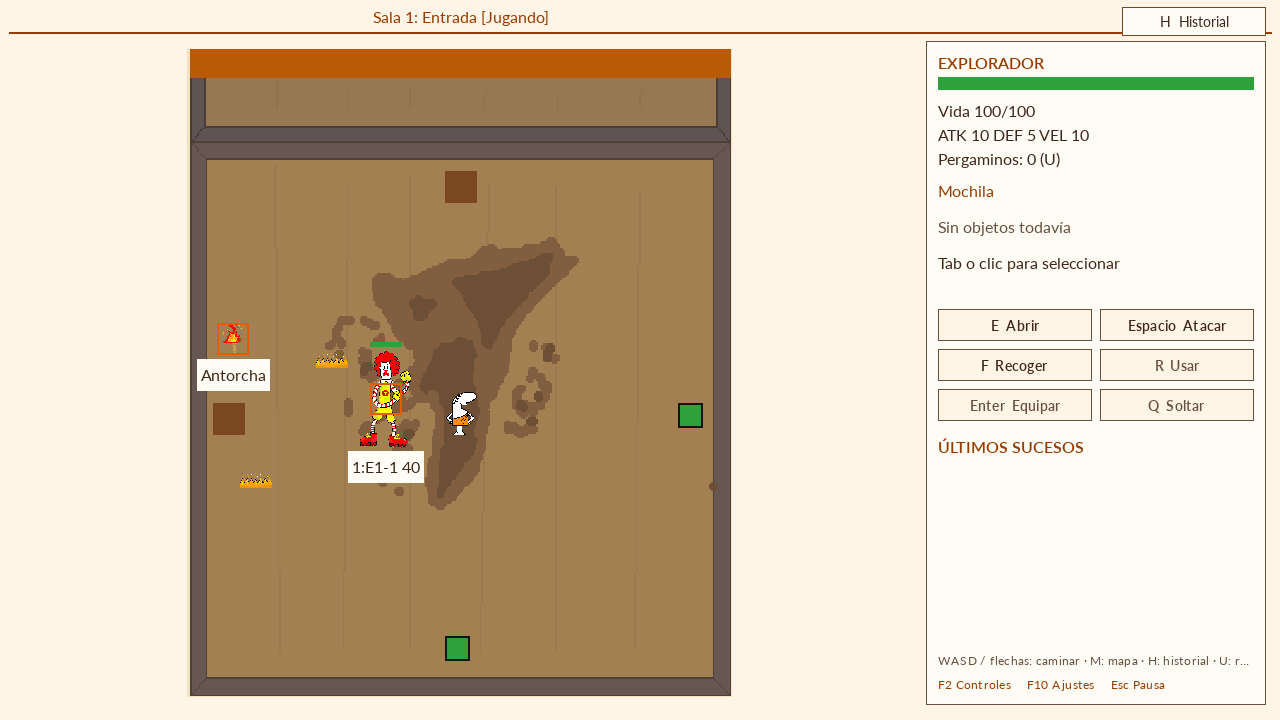 Sala 1: Entrada [Jugando]
H Historial
EXPLORADOR
Vida 100/100
ATK 10 DEF 5 VEL 10
Pergaminos: 0 (U)
Mochila
Sin objetos todavía
Tab o clic para seleccionar
E Abrir
Espacio Atacar
F Recoger
R Usar
Enter Equipar
Q Soltar
ÚLTIMOS SUCESOS
Antorcha
1:E1-1 40
WASD / flechas: caminar · M: mapa · H: historial · U: r...
F2 Controles F10 Ajustes Esc Pausa